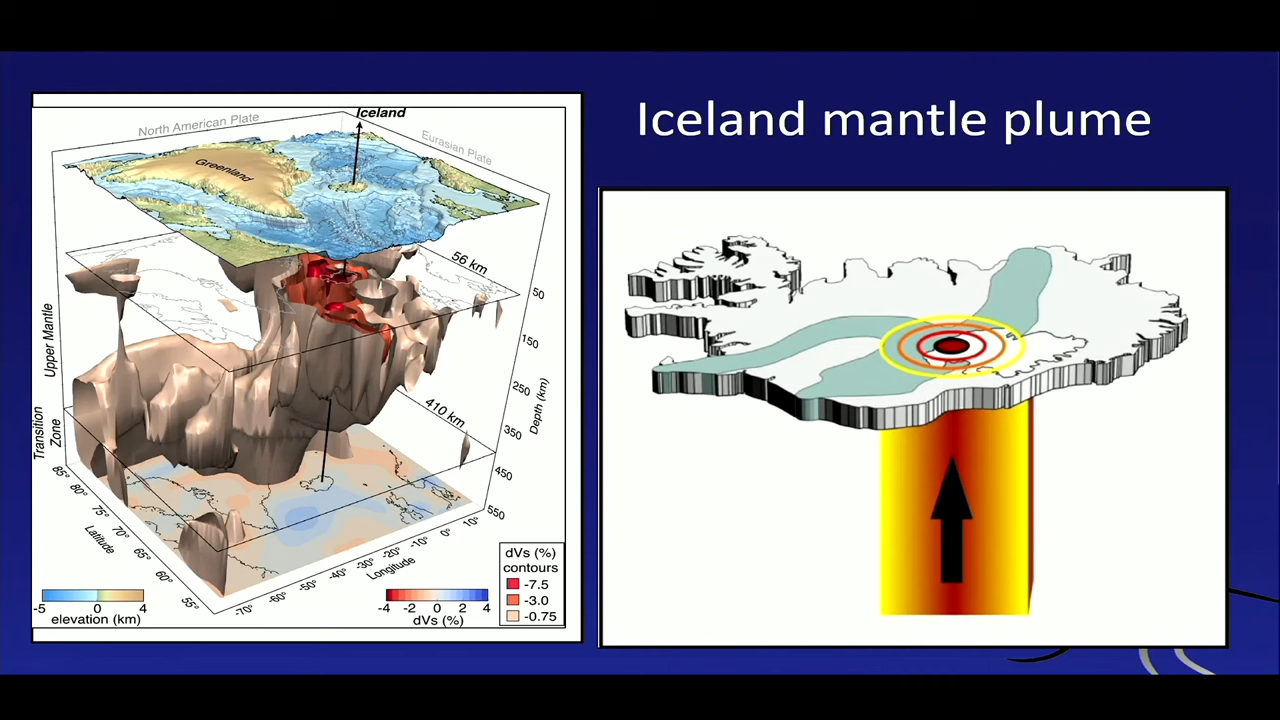 Iceland mantle plume
Iceland
North American Plate
Eurasian Plate
Greenland
56 km
50
150
250
350
450
550
Depth (km)
410 km
Upper Mantle
Transition
Zone
85°
80°
75°
70°
65°
60°
55°
Latitude
-70°
-60°
-50°
-40°
-30°
-20°
-10°
0°
10°
Longitude
-5 0 4
elevation (km)
-4 -2 0 2 4
dVs (%)
dVs (%)
contours
-7.5
-3.0
-0.75